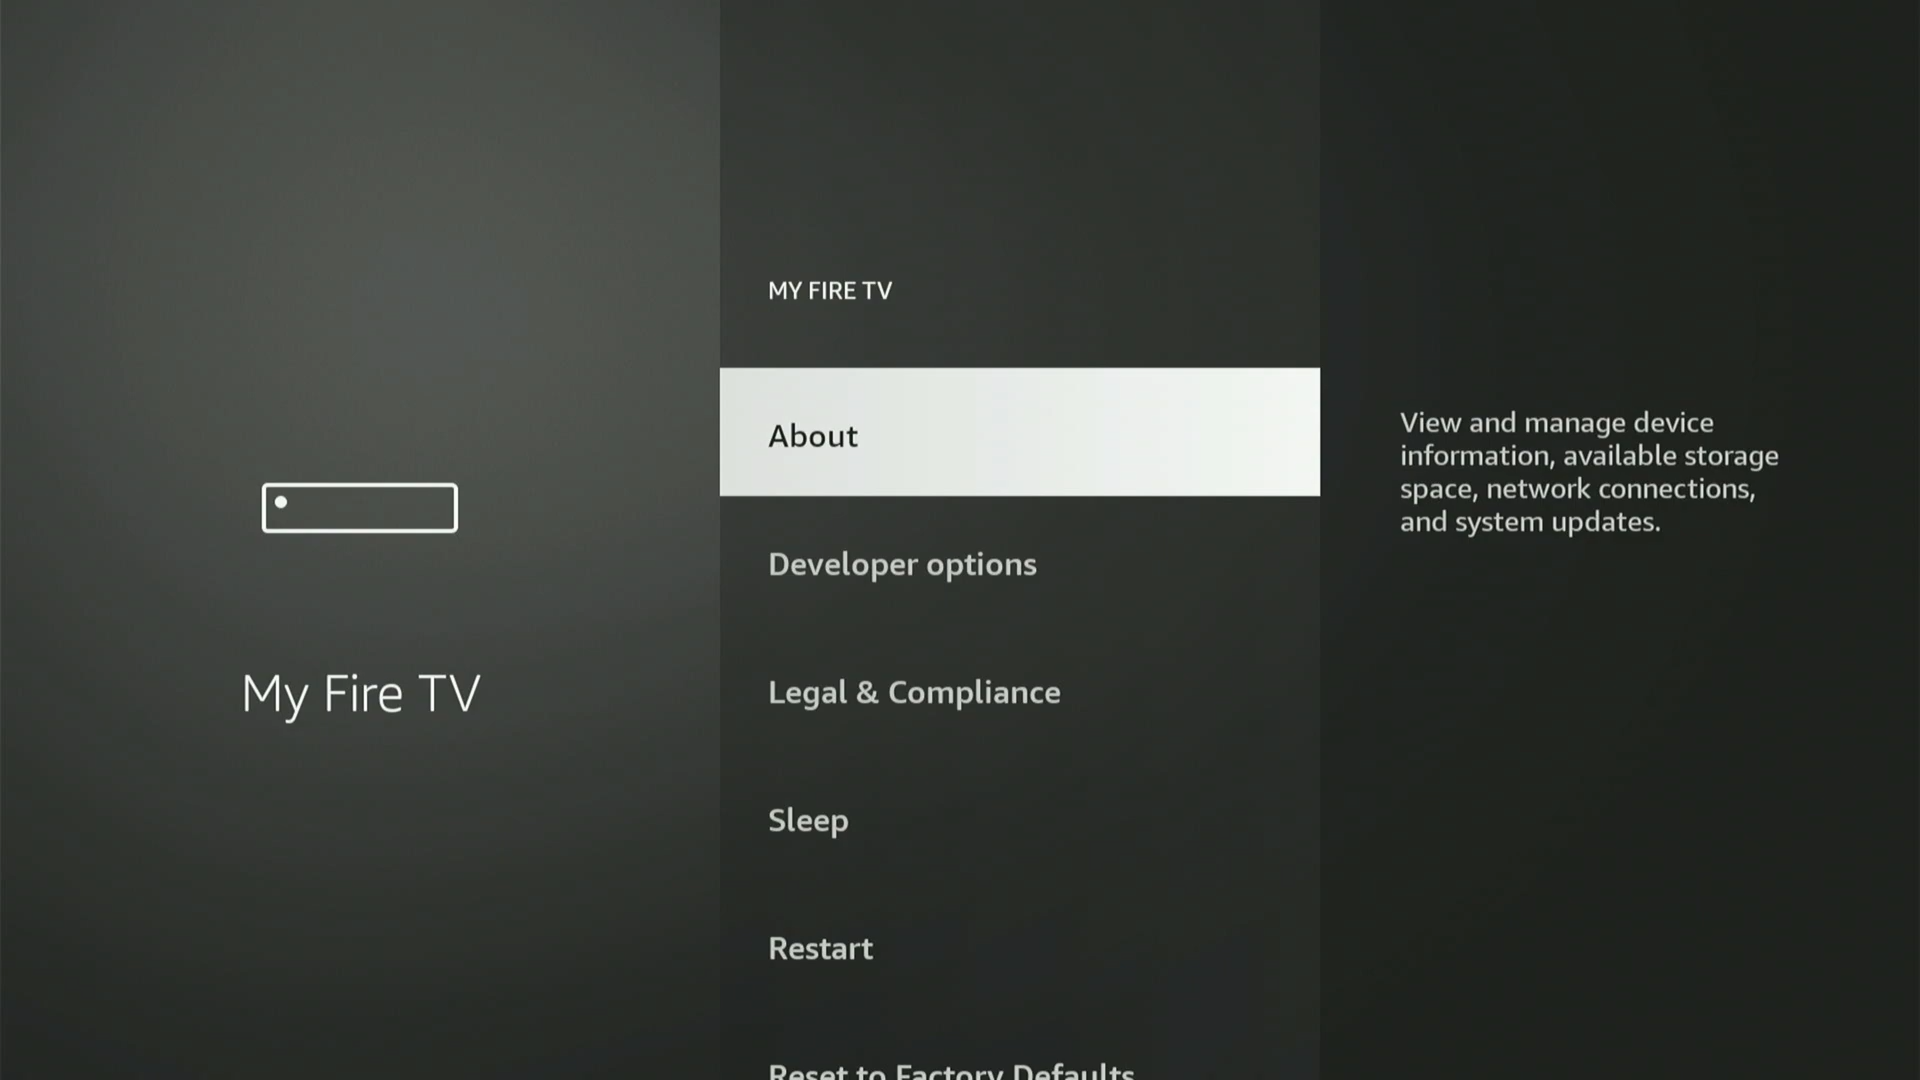 My Fire TV
MY FIRE TV
About
Developer options
Legal & Compliance
Sleep
Restart
Reset to Factory Defaults
View and manage device
information, available storage
space, network connections,
and system updates.